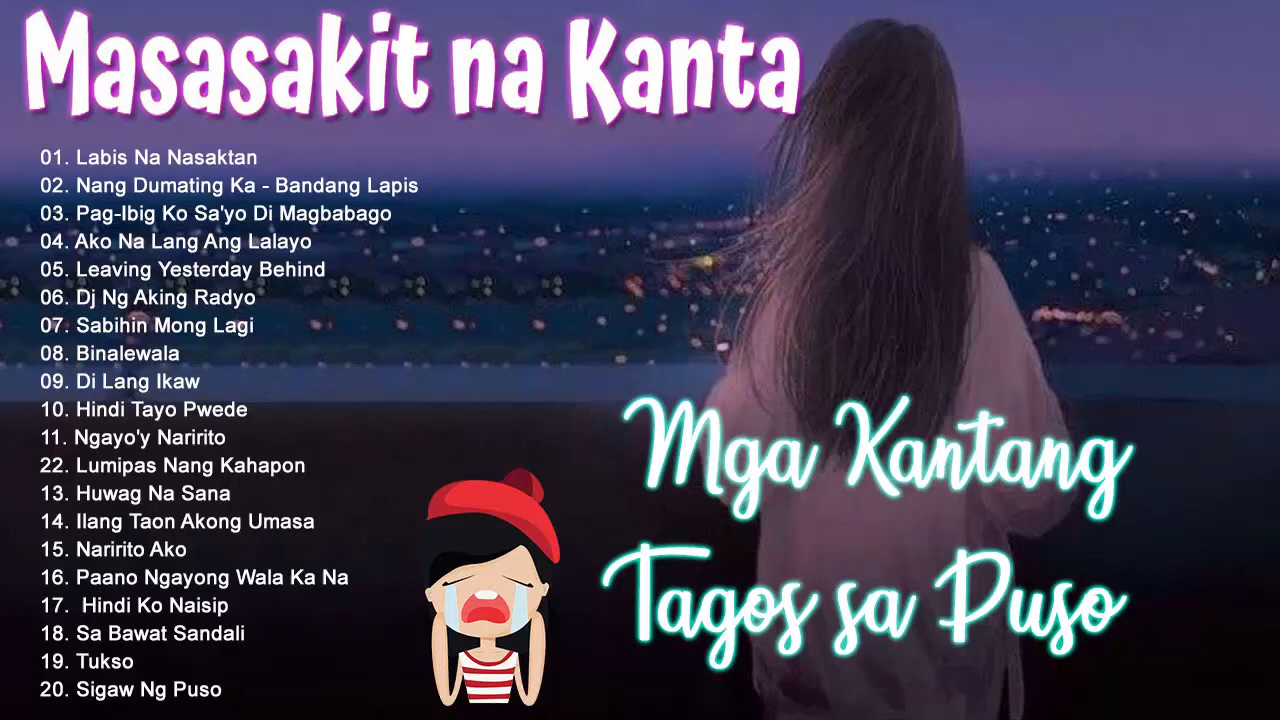 Masasakit na Kanta
01. Labis Na Nasaktan
02. Nang Dumating Ka - Bandang Lapis
03. Pag-Ibig Ko Sa'yo Di Magbabago
04. Ako Na Lang Ang Lalayo
05. Leaving Yesterday Behind
06. Dj Ng Aking Radyo
07. Sabihin Mong Lagi
08. Binalewala
09. Di Lang Ikaw
10. Hindi Tayo Pwede
11. Ngayo'y Naririto
22. Lumipas Nang Kahapon
13. Huwag Na Sana
14. Ilang Taon Akong Umasa
15. Naririto Ako
16. Paano Ngayong Wala Ka Na
17. Hindi Ko Naisip
18. Sa Bawat Sandali
19. Tukso
20. Sigaw Ng Puso
Mga Kantang
Tagos sa Puso